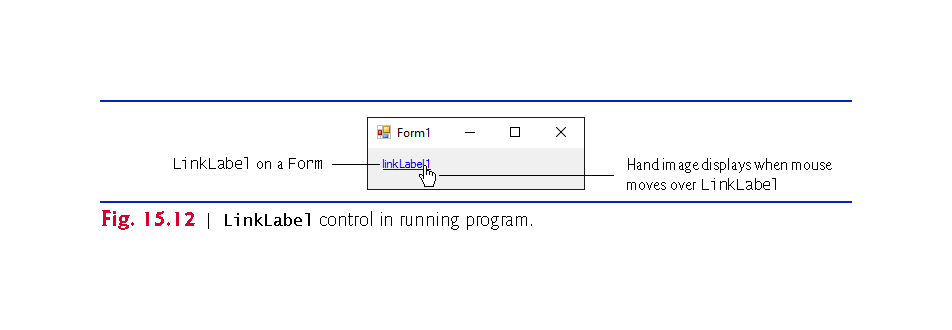 Form1
LinkLabel on a Form
linkLabel1
Hand image displays when mouse
moves over LinkLabel
Fig. 15.12 | LinkLabel control in running program.